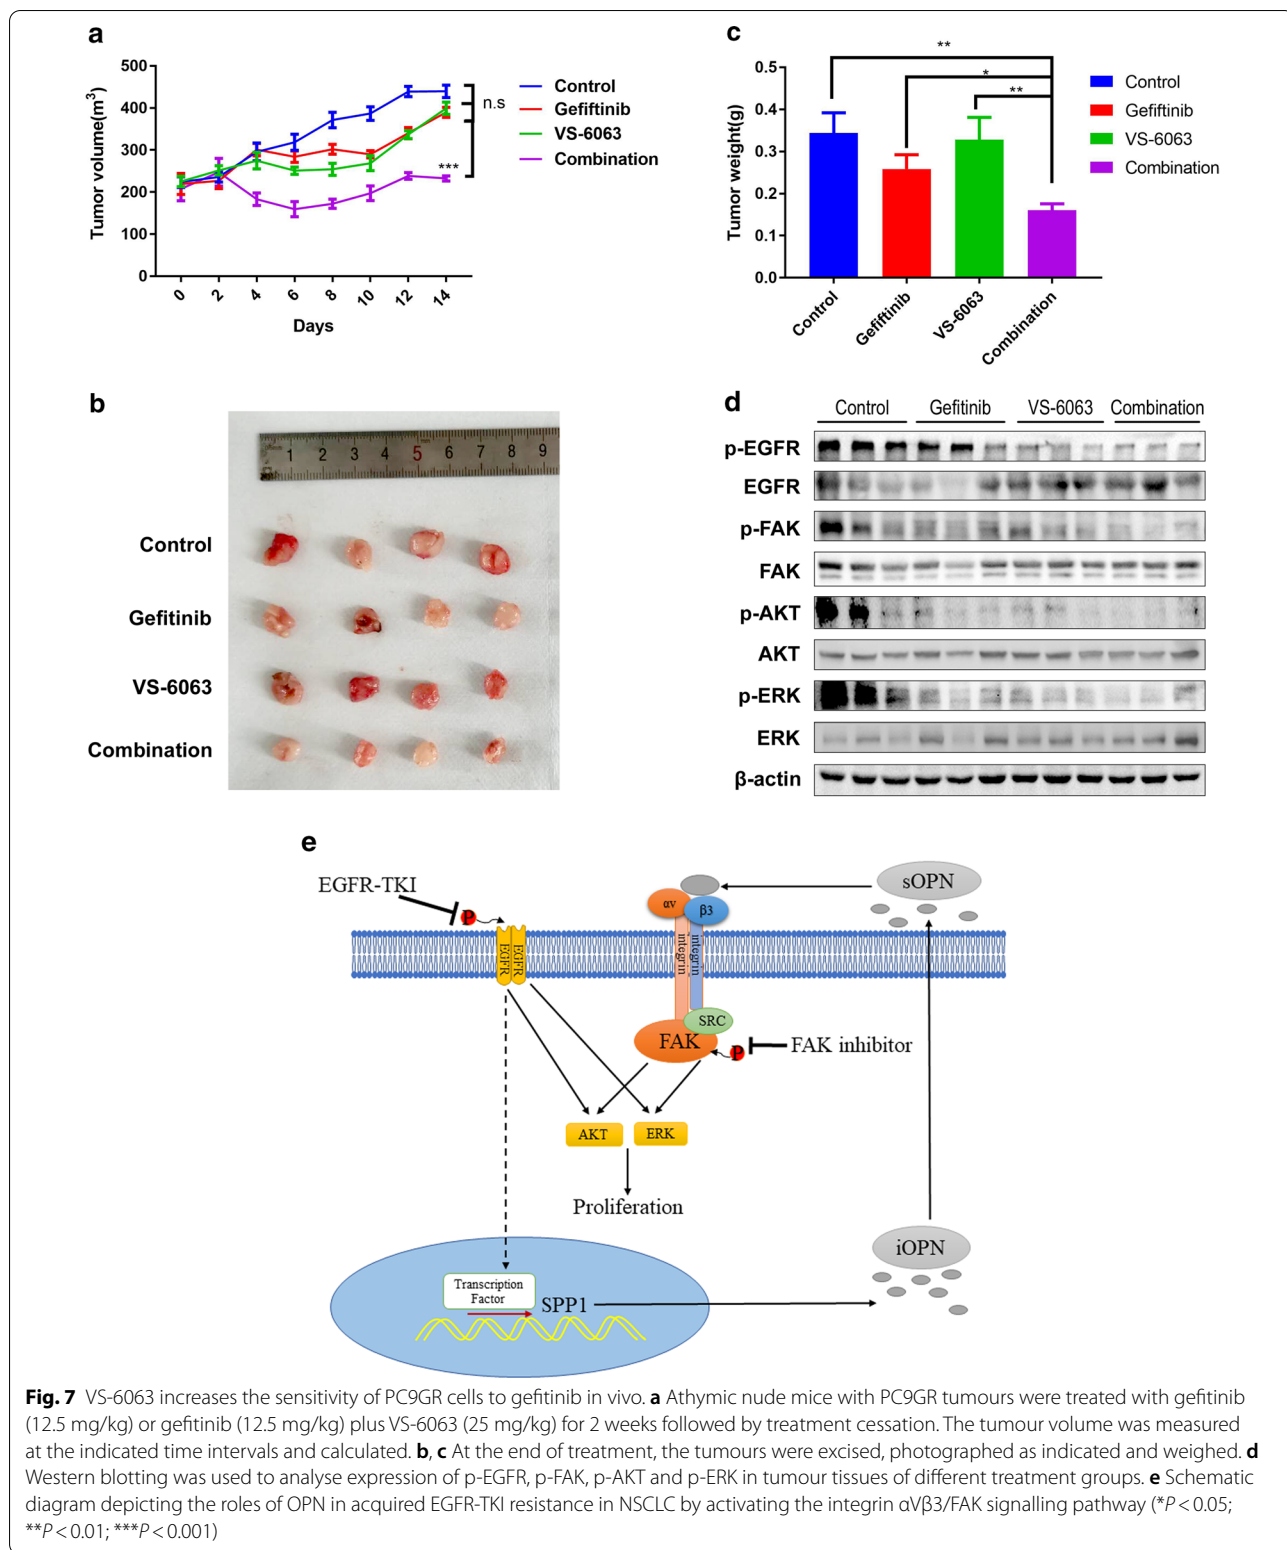 a
500
400
300
200
100
0
Tumor volume(m³)
0 2 4 6 8 10 12 14
Days
Control
Gefiftinib
VS-6063
Combination
n.s
***
c
0.5
0.4
0.3
0.2
0.1
0.0
Tumor weight(g)
**
*
**
Control
Gefiftinib
VS-6063
Combination
Control
Gefiftinib
VS-6063
Combination
b
1 2 3 4 5 6 7 8 9
Control
Gefitinib
VS-6063
Combination
d
Control Gefitinib VS-6063 Combination
p-EGFR
EGFR
p-FAK
FAK
p-AKT
AKT
p-ERK
ERK
β-actin
e
EGFR-TKI
P
EGFR
EGFR
αv
β3
integrin
integrin
sOPN
SRC
FAK
P
FAK inhibitor
AKT
ERK
Proliferation
iOPN
Transcription
Factor
SPP1
Fig. 7 VS-6063 increases the sensitivity of PC9GR cells to gefitinib in vivo. a Athymic nude mice with PC9GR tumours were treated with gefitinib
(12.5 mg/kg) or gefitinib (12.5 mg/kg) plus VS-6063 (25 mg/kg) for 2 weeks followed by treatment cessation. The tumour volume was measured
at the indicated time intervals and calculated. b, c At the end of treatment, the tumours were excised, photographed as indicated and weighed. d
Western blotting was used to analyse expression of p-EGFR, p-FAK, p-AKT and p-ERK in tumour tissues of different treatment groups. e Schematic
diagram depicting the roles of OPN in acquired EGFR-TKI resistance in NSCLC by activating the integrin αVβ3/FAK signalling pathway (*P < 0.05;
**P < 0.01; ***P < 0.001)